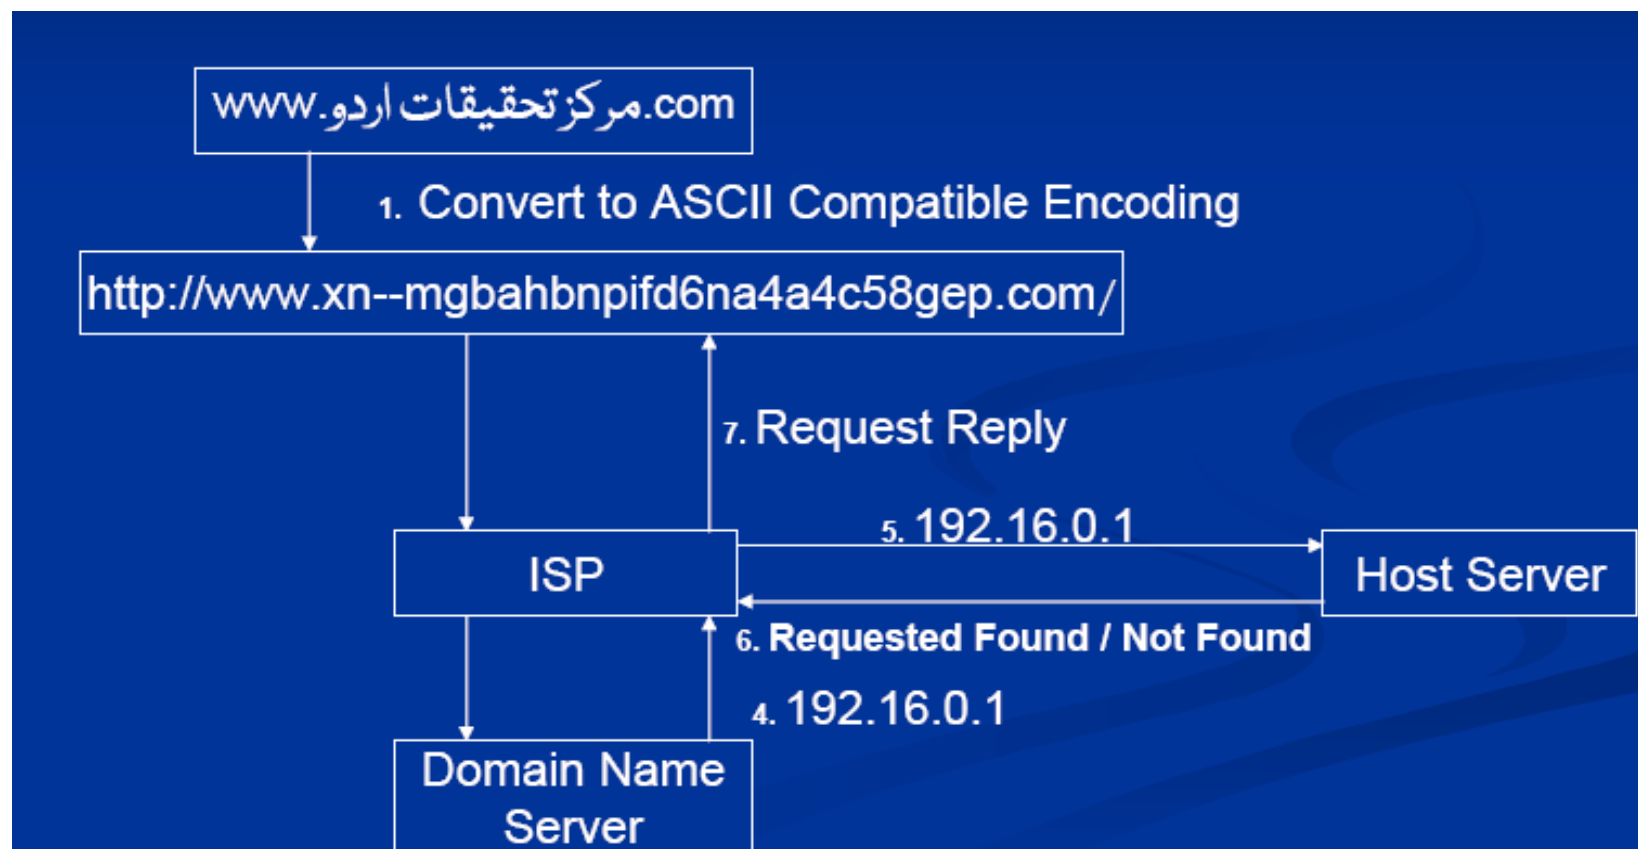 www.مرکز تحقیقات اردو.com
1. Convert to ASCII Compatible Encoding
http://www.xn--mgbahbnpifd6na4a4c58gep.com/
7. Request Reply
5. 192.16.0.1
ISP
Host Server
6. Requested Found / Not Found
4. 192.16.0.1
Domain Name
Server